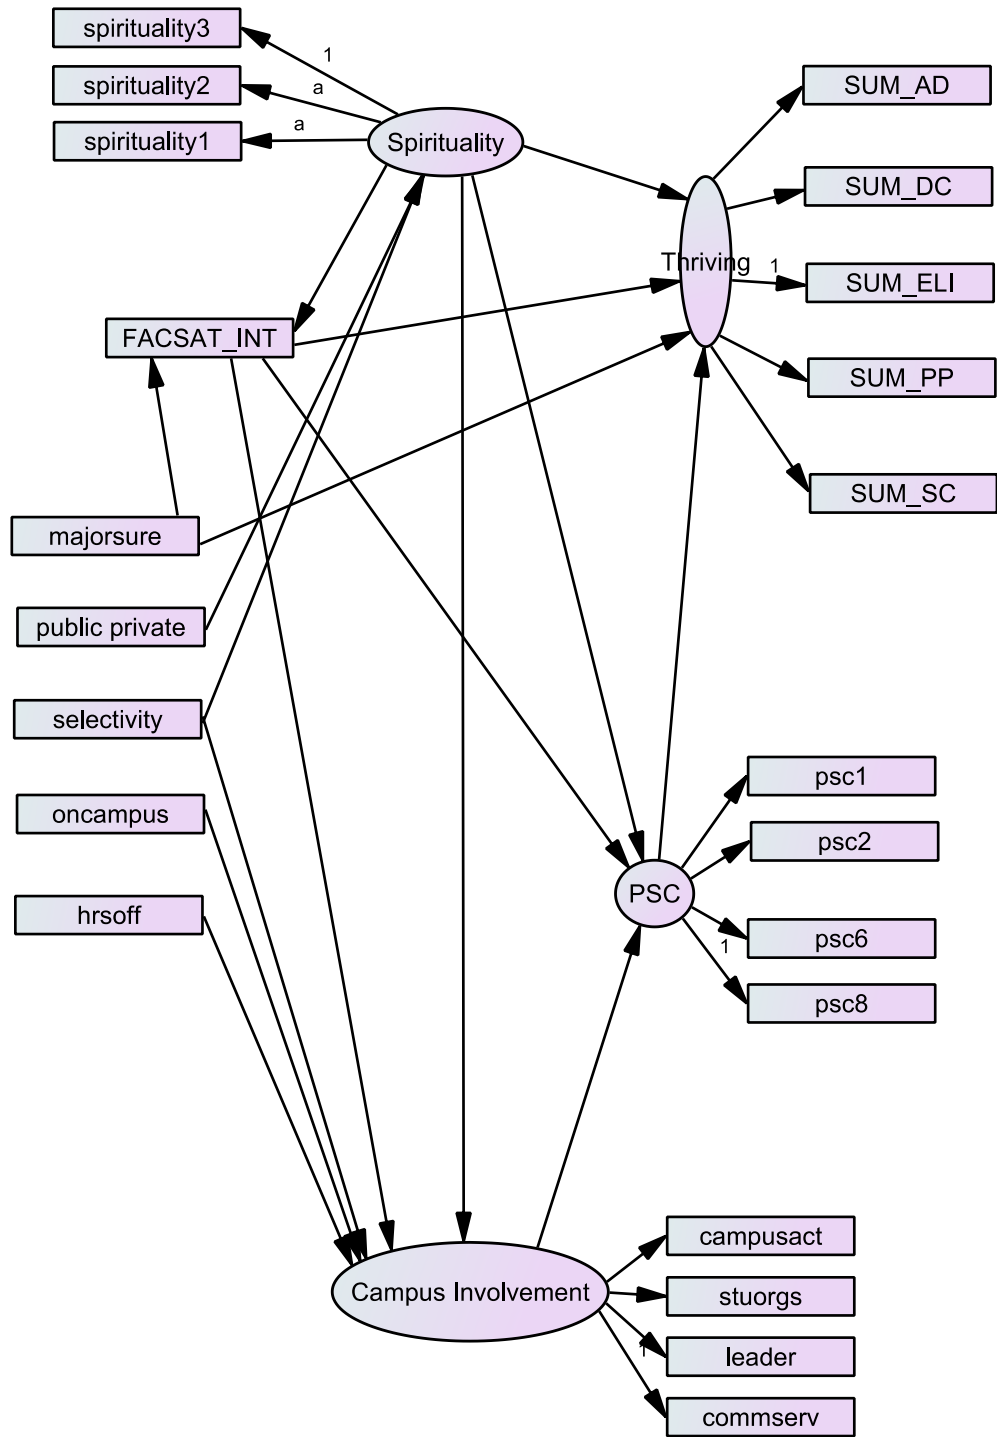 spirituality3
1
spirituality2
a
spirituality1
a
Spirituality
SUM_AD
SUM_DC
Thriving
1
SUM_ELI
FACSAT_INT
SUM_PP
SUM_SC
majorsure
public private
selectivity
oncampus
hrsoff
psc1
psc2
PSC
psc6
1
psc8
campusact
Campus Involvement
stuorgs
1
leader
commserv